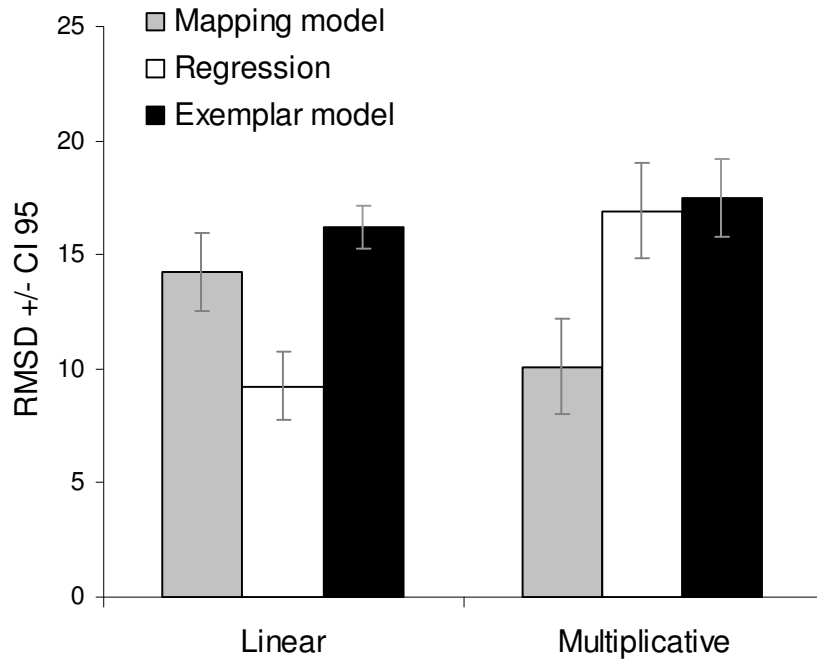 25
20
15
10
5
0
RMSD +/- CI 95
Mapping model
Regression
Exemplar model
Linear
Multiplicative